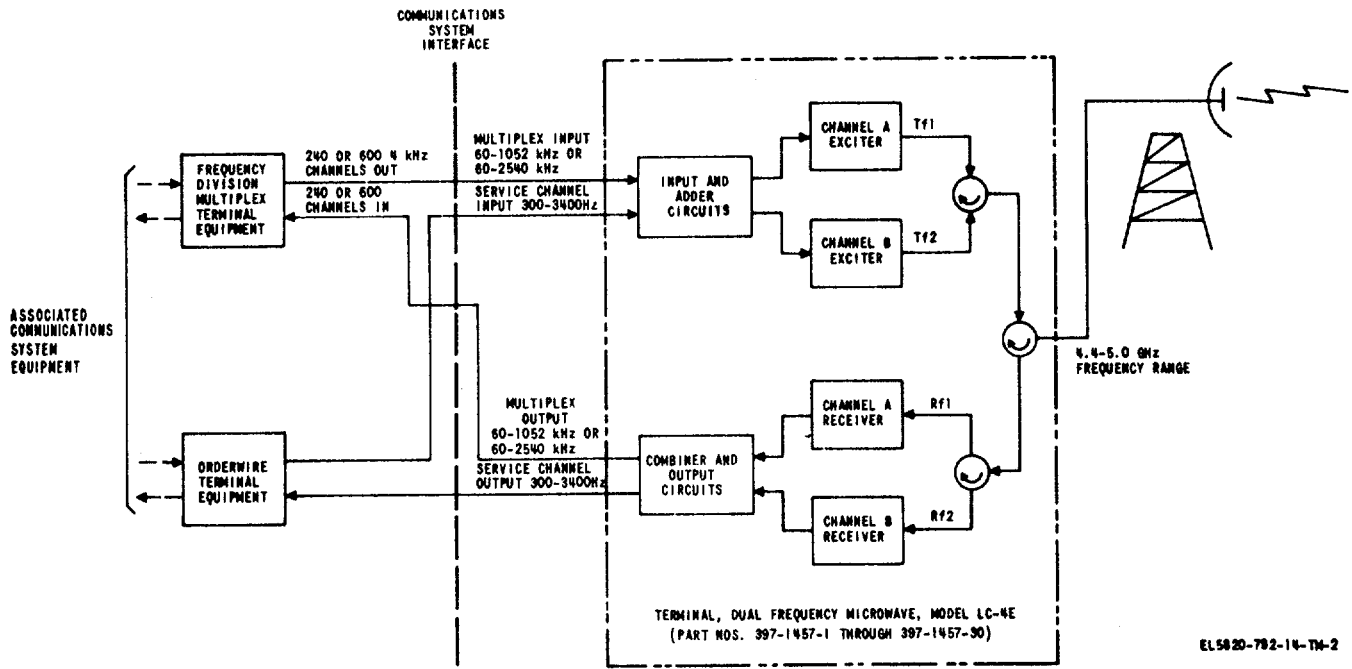 COMMUNICATIONS
SYSTEM
INTERFACE
FREQUENCY
DIVISION
MULTIPLEX
TERMINAL
EQUIPMENT
240 OR 600 4 kHz
CHANNELS OUT
240 OR 600
CHANNELS IN
MULTIPLEX INPUT
60-1052 kHz OR
60-2540 kHz
SERVICE CHANNEL
INPUT 300-3400Hz
INPUT AND
ADDER
CIRCUITS
CHANNEL A
EXCITER
Tf1
CHANNEL B
EXCITER
Tf2
ASSOCIATED
COMMUNICATIONS
SYSTEM
EQUIPMENT
4.4-5.0 GHz
FREQUENCY RANGE
ORDERWIRE
TERMINAL
EQUIPMENT
MULTIPLEX
OUTPUT
60-1052 kHz OR
60-2540 kHz
SERVICE CHANNEL
OUTPUT 300-3400Hz
COMBINER AND
OUTPUT
CIRCUITS
CHANNEL A
RECEIVER
Rf1
CHANNEL B
RECEIVER
Rf2
TERMINAL, DUAL FREQUENCY MICROWAVE, MODEL LC-4E
(PART NOS. 397-1457-1 THROUGH 397-1457-30)
EL5820-792-14-TM-2